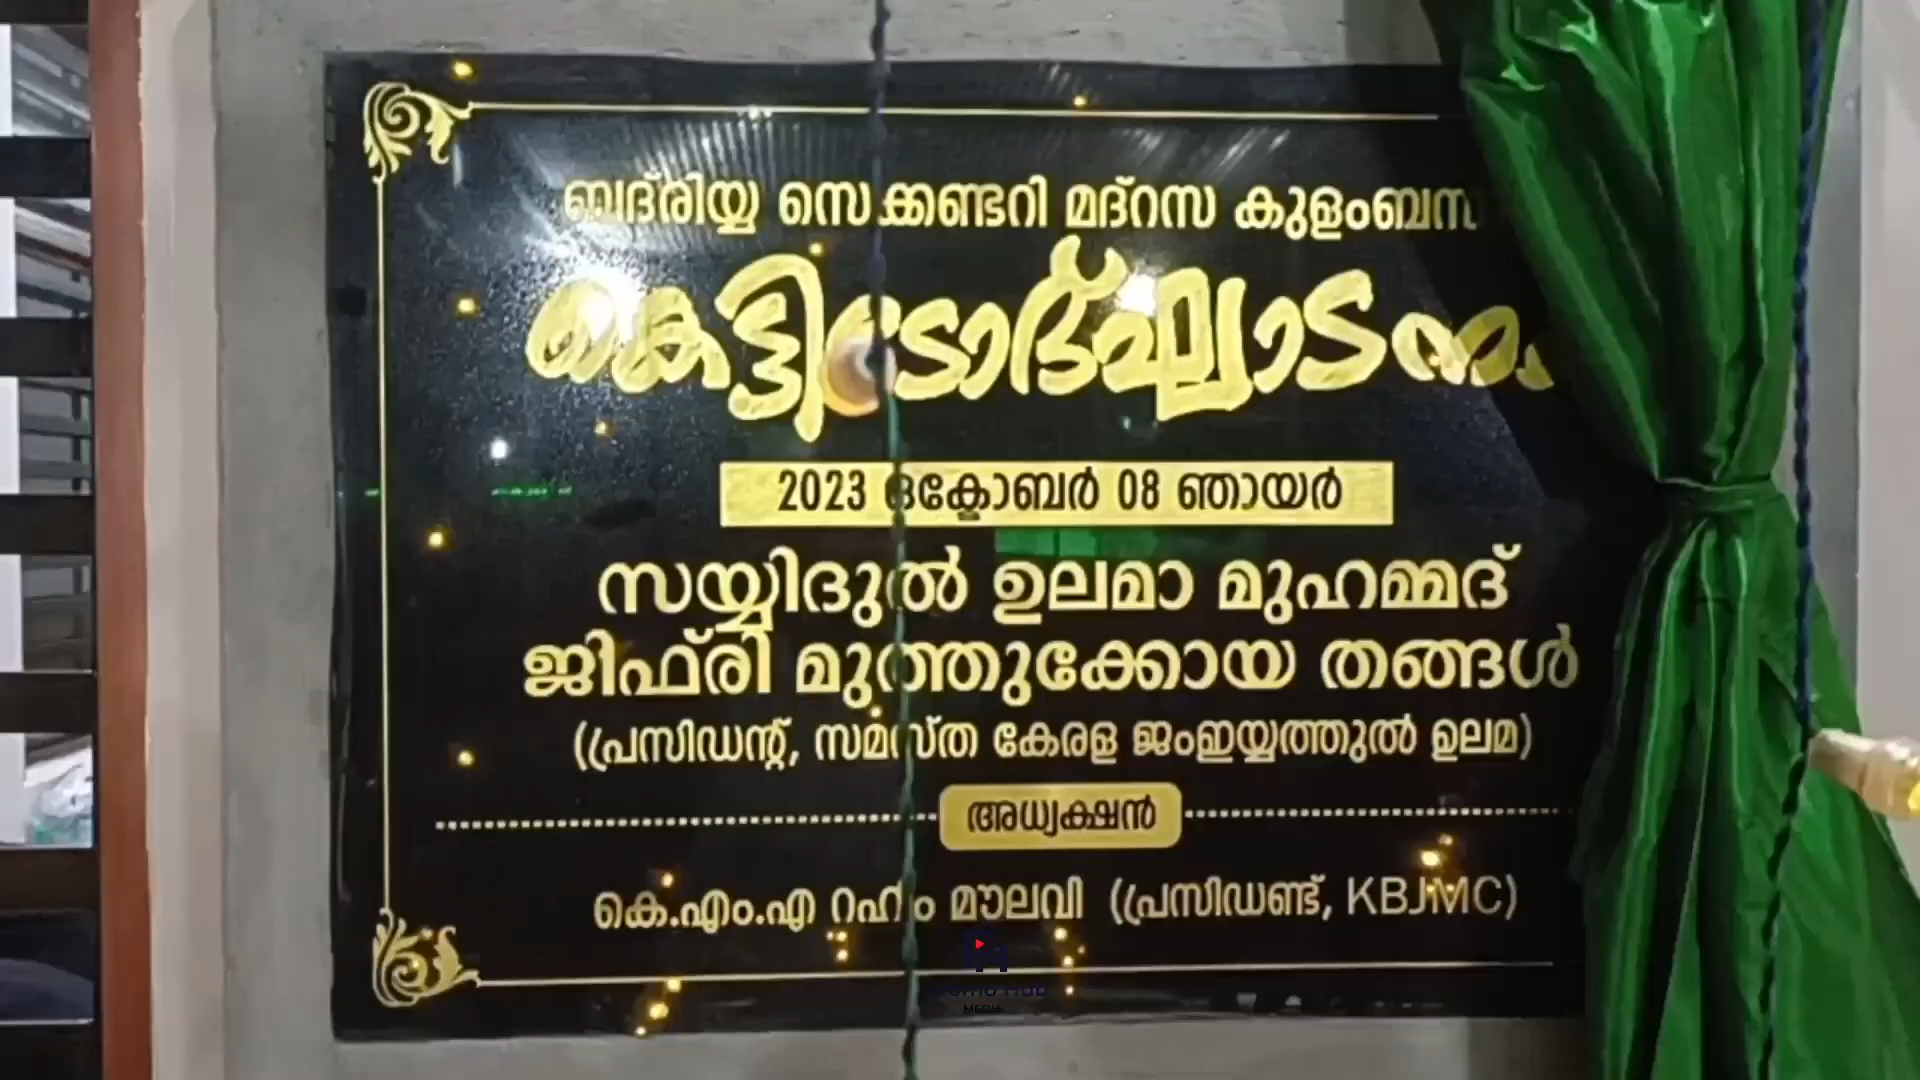 ബദ്‌രിയ്യ സെക്കണ്ടറി മദ്റസ
കെട്ടിടോദ്ഘാടനം
2023 ഒക്ടോബർ 08 ഞായർ
സയ്യിദുൽ ഉലമാ മുഹമ്മദ്
ജിഫ്‌രി മുത്തുക്കോയ തങ്ങൾ
(പ്രസിഡന്റ്, സമസ്ത കേരള ജംഇയ്യത്തുൽ ഉലമ)
അധ്യക്ഷൻ
കെ.എം.എ റഹീം മൗലവി (പ്രസിഡണ്ട്, KBJMC)